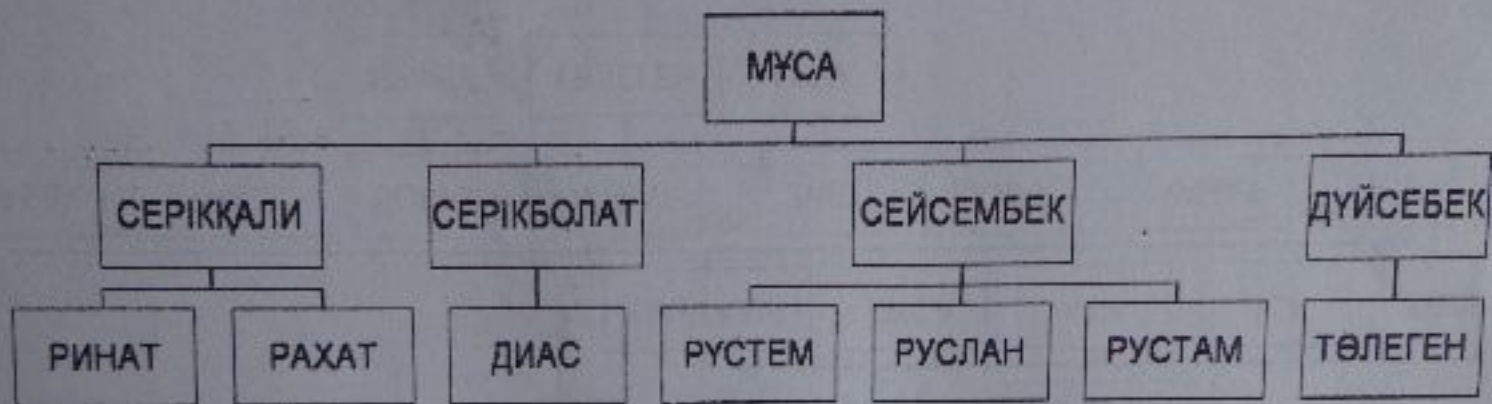 МҰСА
СЕРІКҚАЛИ СЕРІКБОЛАТ СЕЙСЕМБЕК ДҮЙСЕБЕК
РИНАТ РАХАТ ДИАС РҮСТЕМ РУСЛАН РУСТАМ ТӨЛЕГЕН